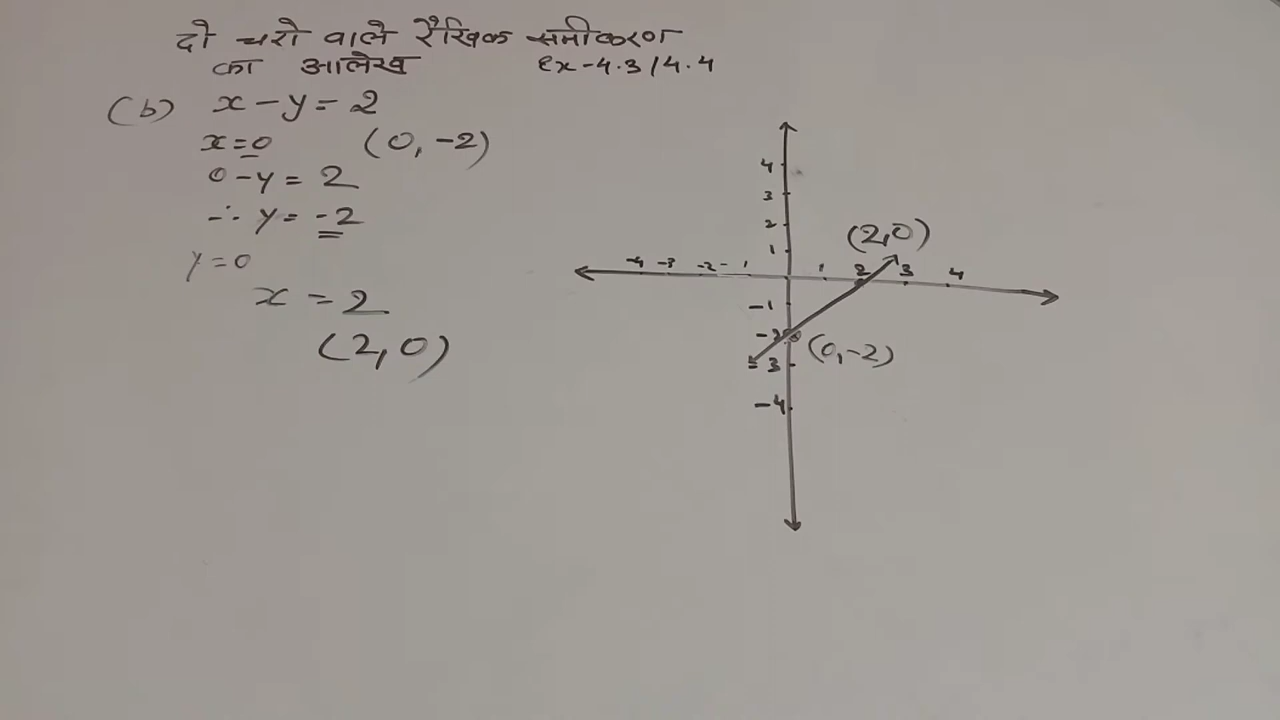 दो चरो वाले रैखिक समीकरण
का आलेख ex-4.3/4.4
(b) x - y = 2
x=0 (0, -2)
0-y = 2
∴ y = -2
y=0
x = 2
(2,0)
4
3
2
1
(2,0)
-4 -3 -2 -1 1 2 3 4
-1
-2 (0,-2)
-3
-4